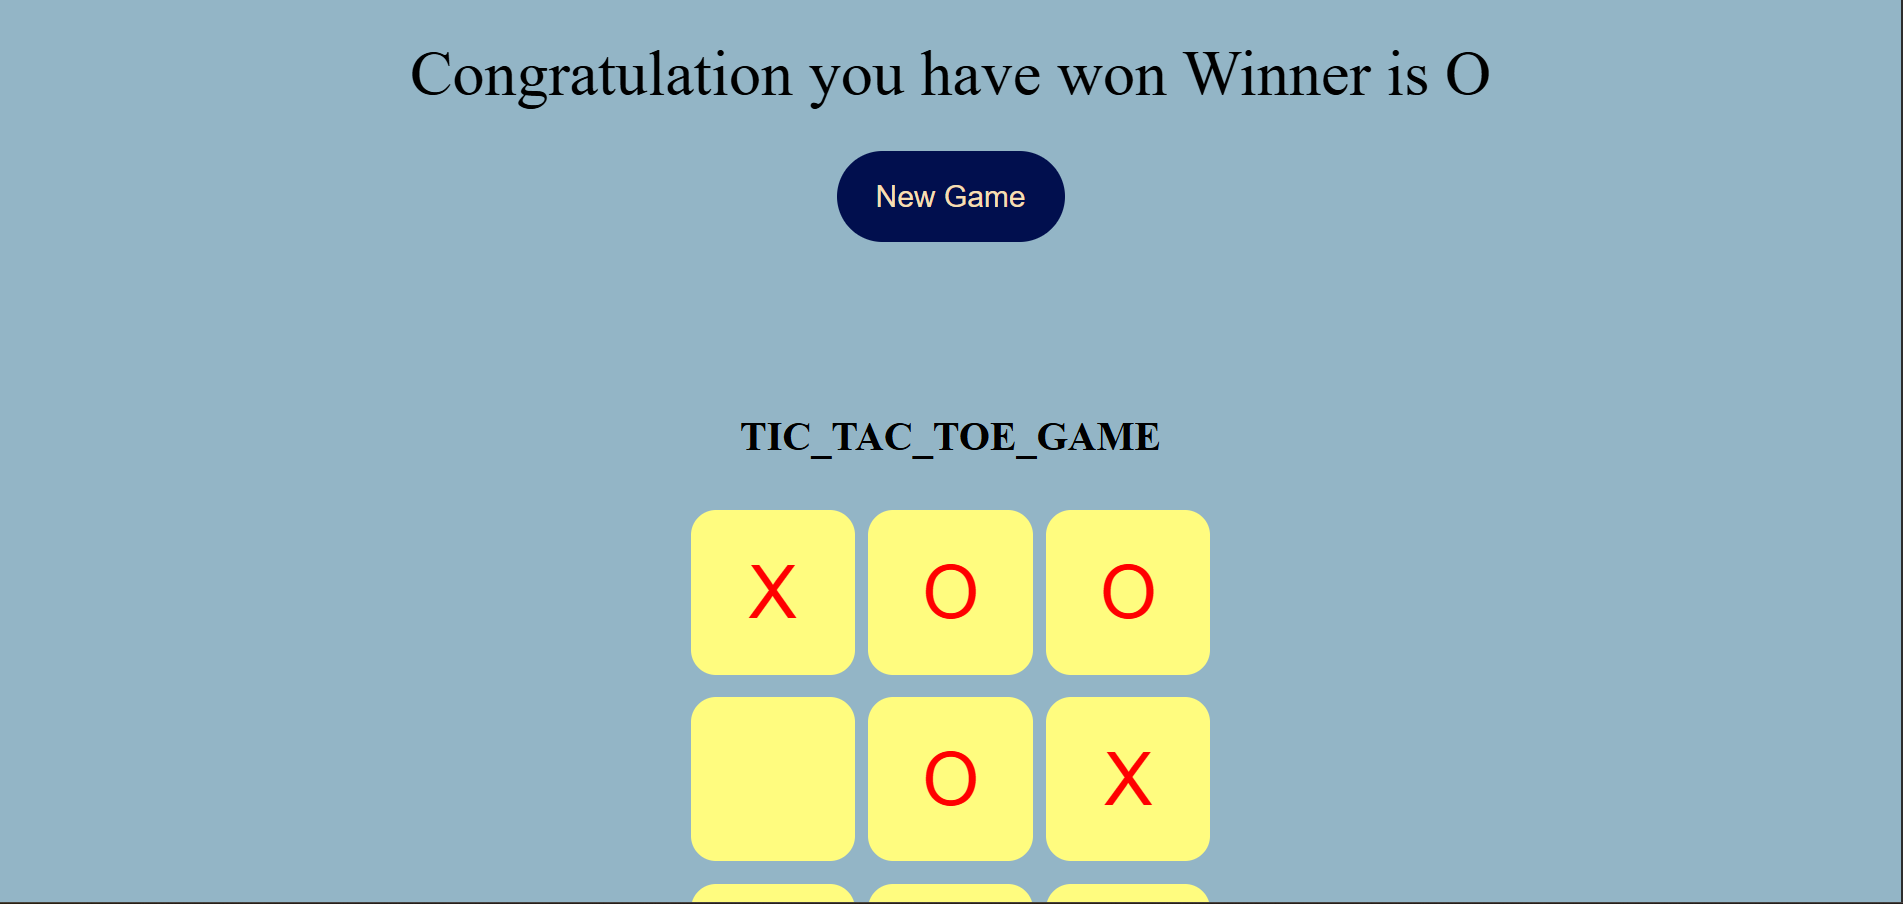 Congratulation you have won Winner is O
New Game
TIC_TAC_TOE_GAME
X O O
O X